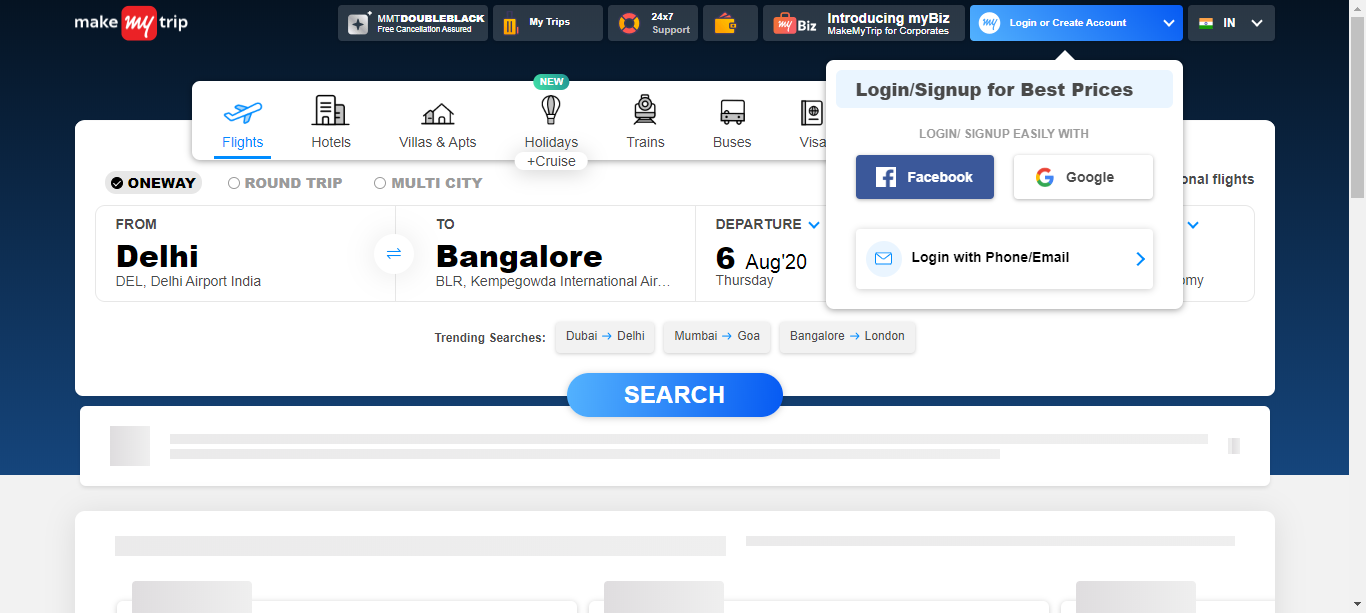 make my trip
MMTDOUBLEBLACK
Free Cancellation Assured
My Trips
24x7
Support
my Biz
Introducing myBiz
MakeMyTrip for Corporates
my
Login or Create Account
IN
Login/Signup for Best Prices
LOGIN/ SIGNUP EASILY WITH
Facebook
Google
Login with Phone/Email
NEW
Flights
Hotels
Villas & Apts
Holidays
+Cruise
Trains
Buses
Visa
ONEWAY
ROUND TRIP
MULTI CITY
onal flights
FROM
Delhi
DEL, Delhi Airport India
TO
Bangalore
BLR, Kempegowda International Air...
DEPARTURE
6 Aug'20
Thursday
omy
Trending Searches:
Dubai → Delhi
Mumbai → Goa
Bangalore → London
SEARCH